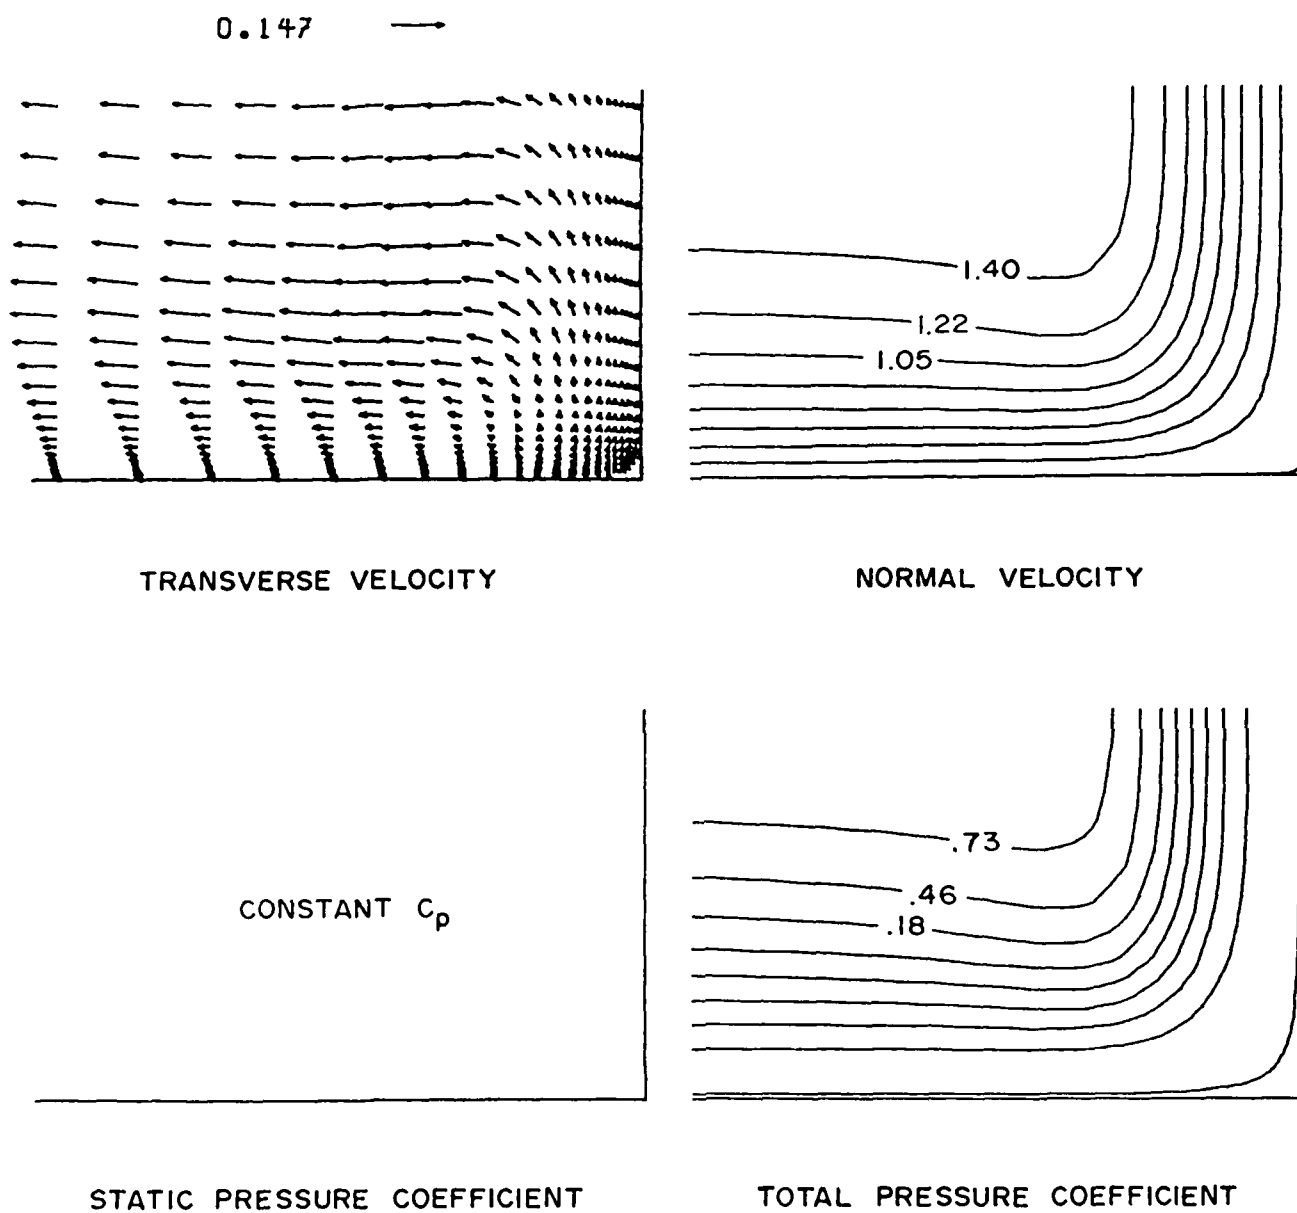 0.147
1.40
1.22
1.05
TRANSVERSE VELOCITY
NORMAL VELOCITY
.73
.46
.18
CONSTANT Cp
STATIC PRESSURE COEFFICIENT
TOTAL PRESSURE COEFFICIENT